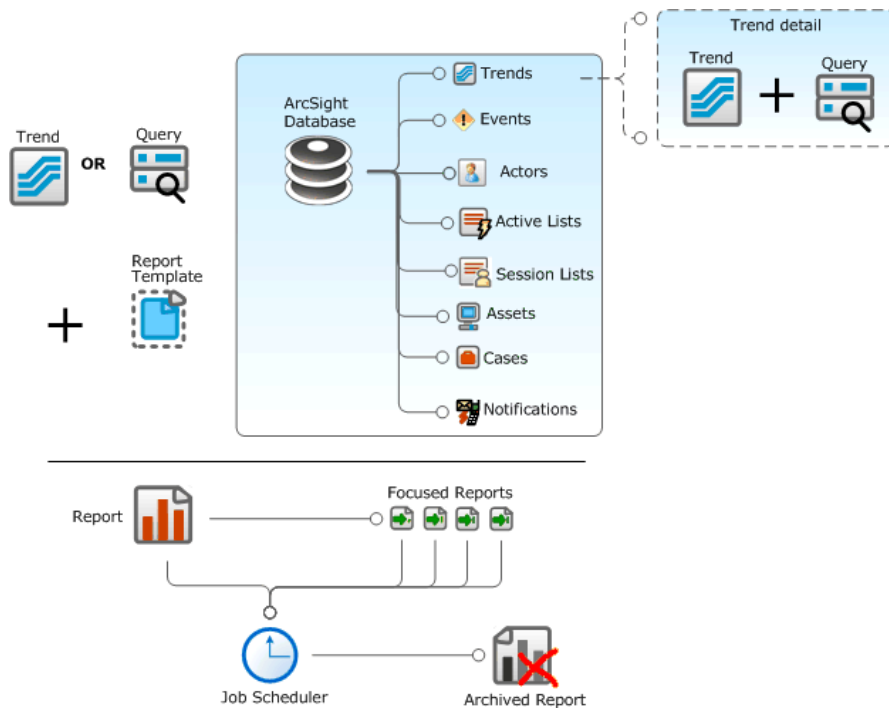 Trend detail
Trend
Query
ArcSight
Database
Trends
Events
Actors
Active Lists
Session Lists
Assets
Cases
Notifications
Trend
OR
Query
Report
Template
Report
Focused Reports
Job Scheduler
Archived Report